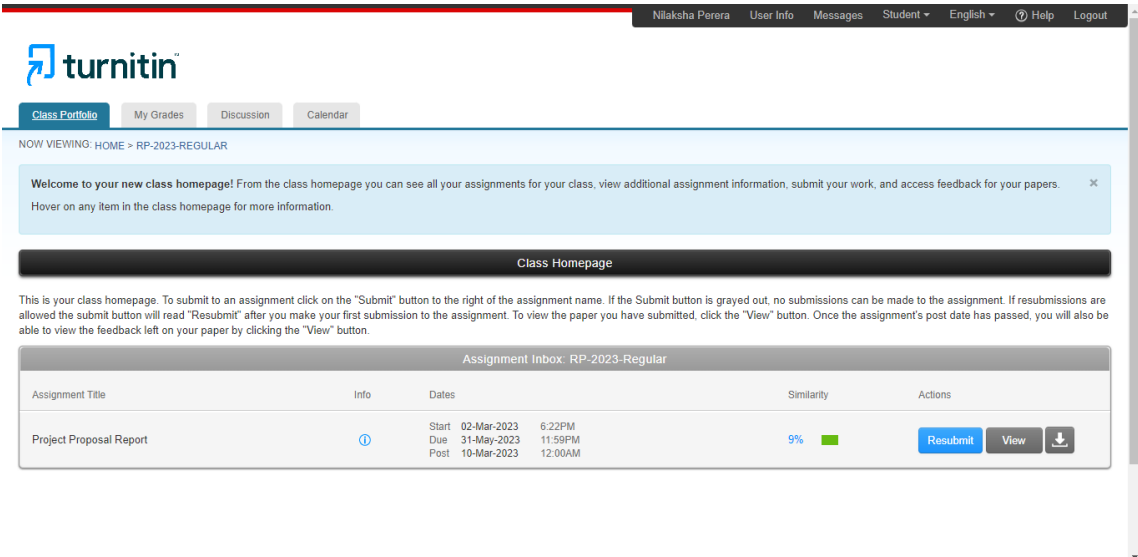 Nilaksha Perera User Info Messages Student English Help Logout
turnitin
Class Portfolio My Grades Discussion Calendar
NOW VIEWING: HOME > RP-2023-REGULAR
Welcome to your new class homepage! From the class homepage you can see all your assignments for your class, view additional assignment information, submit your work, and access feedback for your papers. ×
Hover on any item in the class homepage for more information.
Class Homepage
This is your class homepage. To submit to an assignment click on the "Submit" button to the right of the assignment name. If the Submit button is grayed out, no submissions can be made to the assignment. If resubmissions are
allowed the submit button will read "Resubmit" after you make your first submission to the assignment. To view the paper you have submitted, click the "View" button. Once the assignment's post date has passed, you will also be
able to view the feedback left on your paper by clicking the "View" button.
Assignment Inbox: RP-2023-Regular
Assignment Title Info Dates Similarity Actions
Start 02-Mar-2023 6:22PM
Project Proposal Report Due 31-May-2023 11:59PM 9% Resubmit View
Post 10-Mar-2023 12:00AM